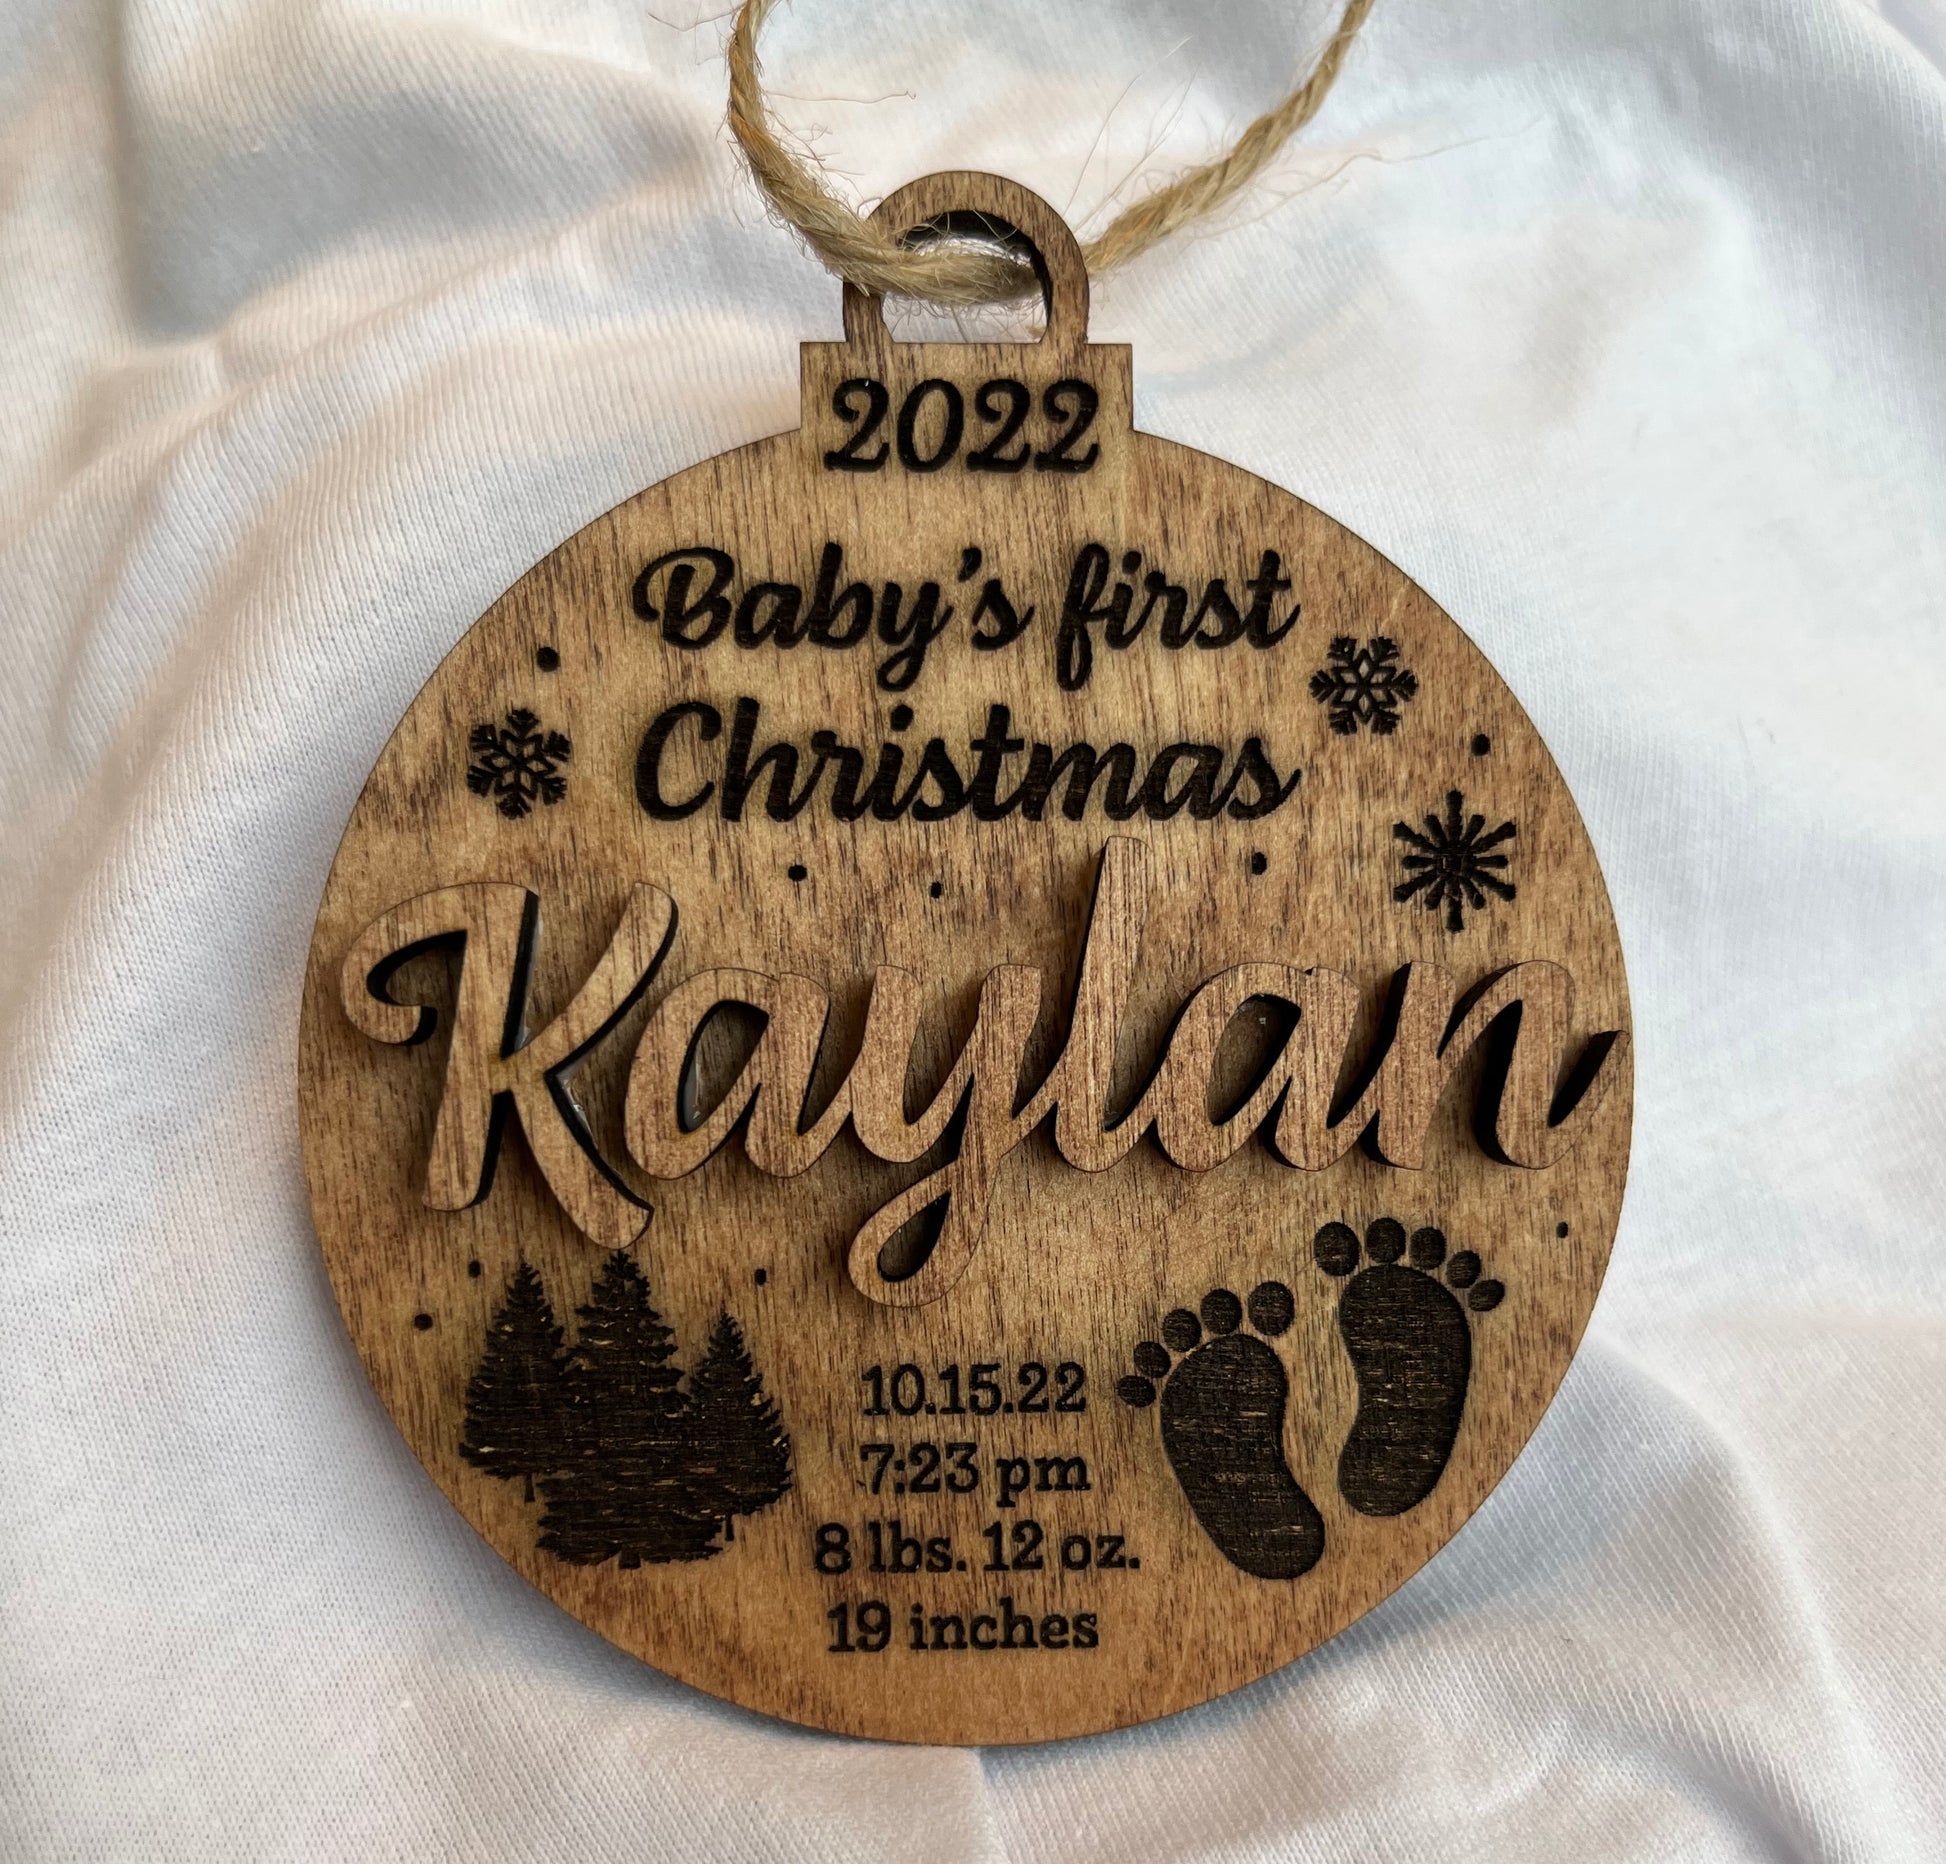 2022
Baby's first
Christmas
Kaylan
10.15.22
7:23 pm
8 lbs. 12 oz.
19 inches